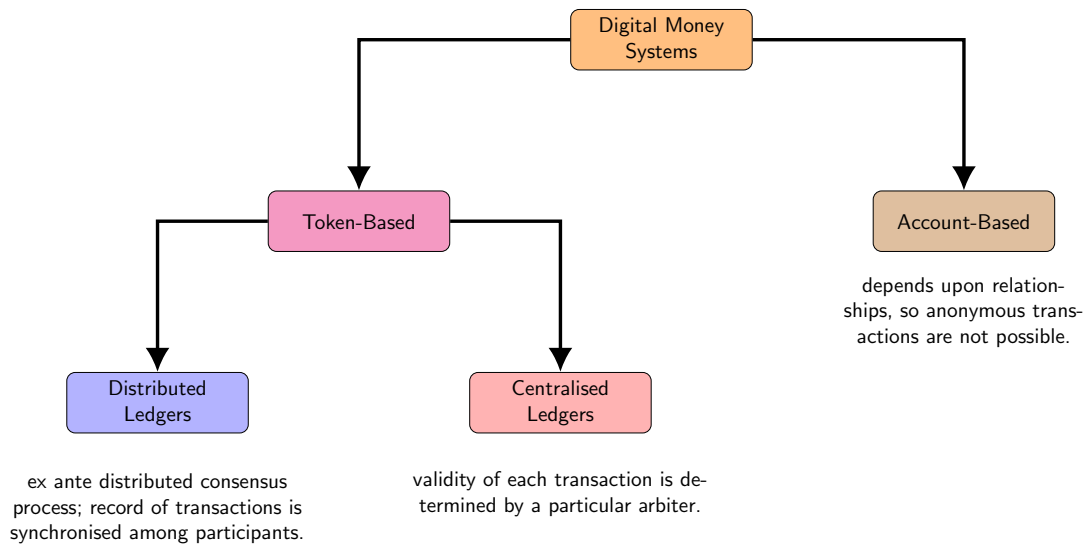 Digital Money
Systems
Token-Based
Account-Based
depends upon relation-
ships, so anonymous trans-
actions are not possible.
Distributed
Ledgers
Centralised
Ledgers
ex ante distributed consensus
process; record of transactions is
synchronised among participants.
validity of each transaction is de-
termined by a particular arbiter.